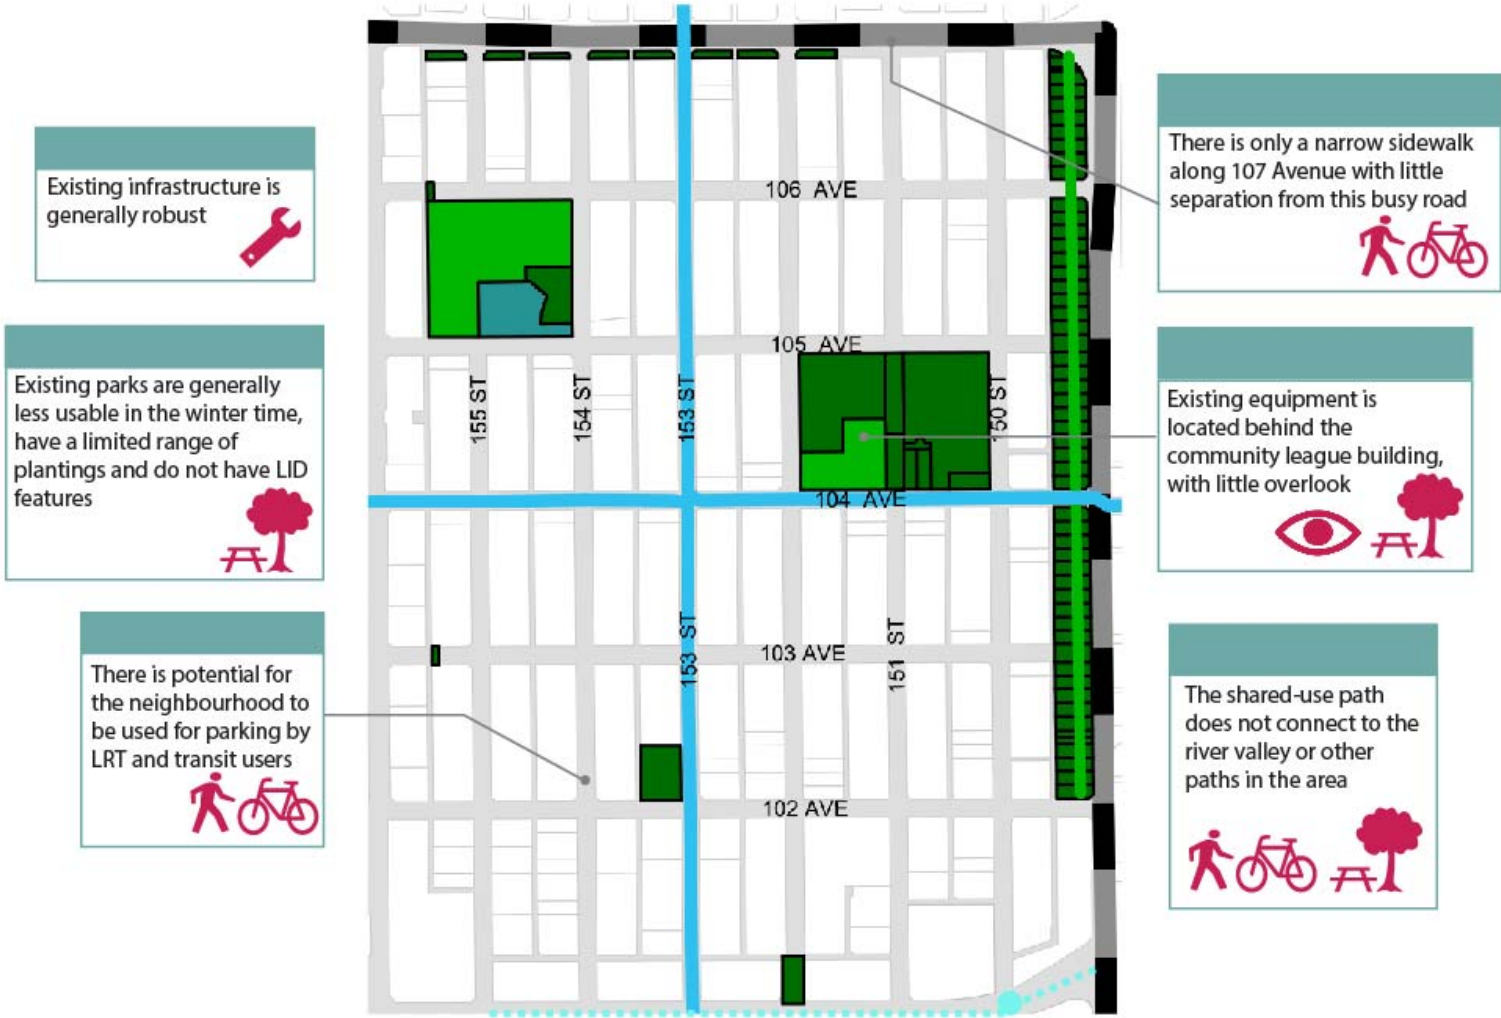 Existing infrastructure is
generally robust
Existing parks are generally
less usable in the winter time,
have a limited range of
plantings and do not have LID
features
There is potential for
the neighbourhood to
be used for parking by
LRT and transit users
106 AVE
105 AVE
155 ST
154 ST
153 ST
150 ST
104 AVE
153 ST
103 AVE
151 ST
102 AVE
There is only a narrow sidewalk
along 107 Avenue with little
separation from this busy road
Existing equipment is
located behind the
community league building,
with little overlook
The shared-use path
does not connect to the
river valley or other
paths in the area